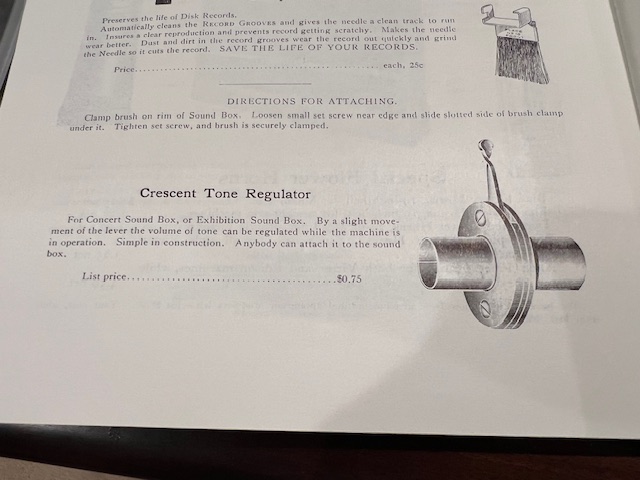 Preserves the life of Disk Records.
Automatically cleans the RECORD GROOVES and gives the needle a clean track to run
in. Insures a clear reproduction and prevents record getting scratchy. Makes the needle
wear better. Dust and dirt in the record grooves wear the record out quickly and grind
the Needle so it cuts the record. SAVE THE LIFE OF YOUR RECORDS.
Price.......................................................... each, 25c
DIRECTIONS FOR ATTACHING.
Clamp brush on rim of Sound Box. Loosen small set screw near edge and slide slotted side of brush clamp
under it. Tighten set screw, and brush is securely clamped.
Crescent Tone Regulator
For Concert Sound Box, or Exhibition Sound Box. By a slight move-
ment of the lever the volume of tone can be regulated while the machine is
in operation. Simple in construction. Anybody can attach it to the sound
box.
List price..............................................$0.75